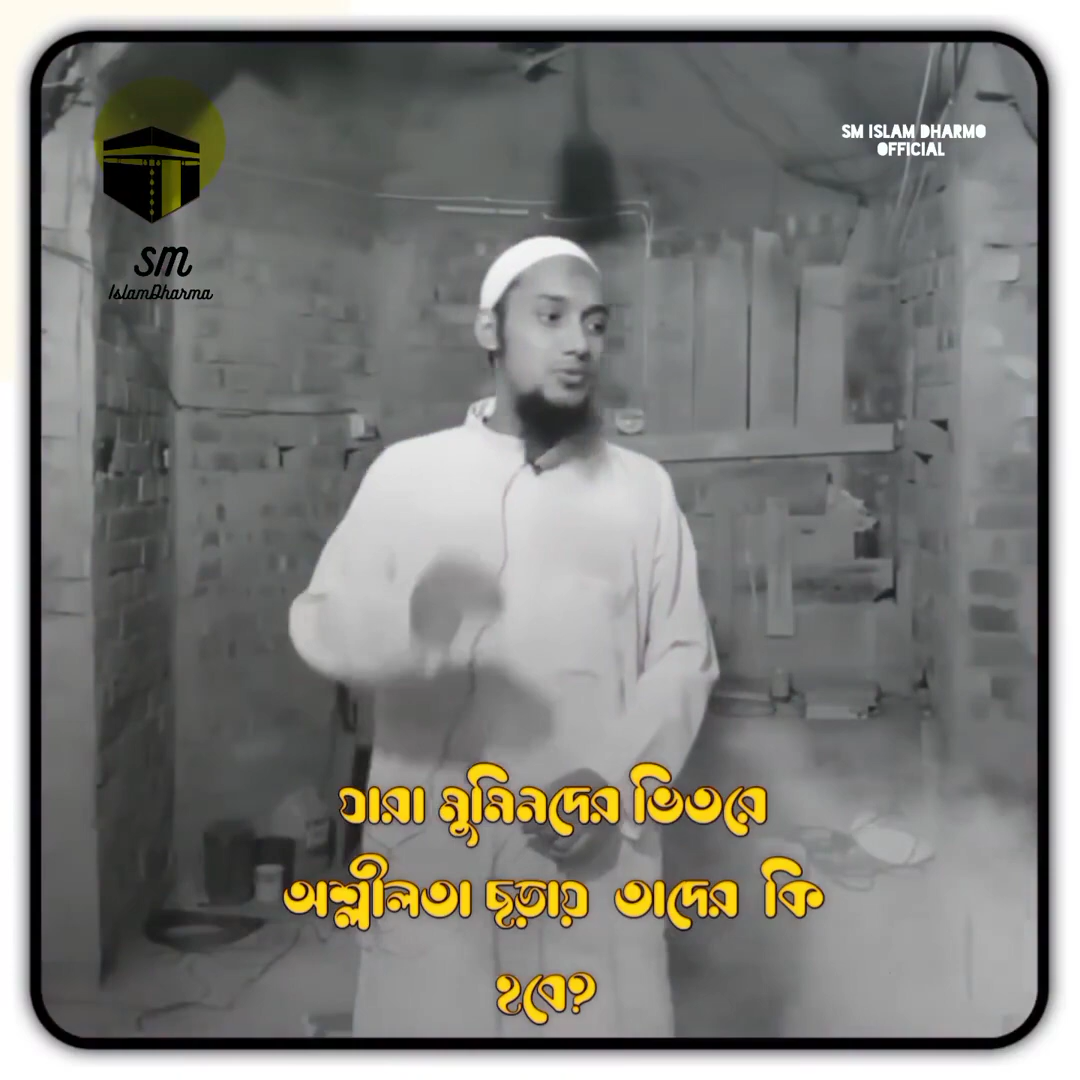 SM ISLAM DHARMO
OFFICIAL
SM
IslamDharma
যারা মুমিনদের ভিতরে
অশ্লীলতা ছড়ায় তাদের কি
হবে?